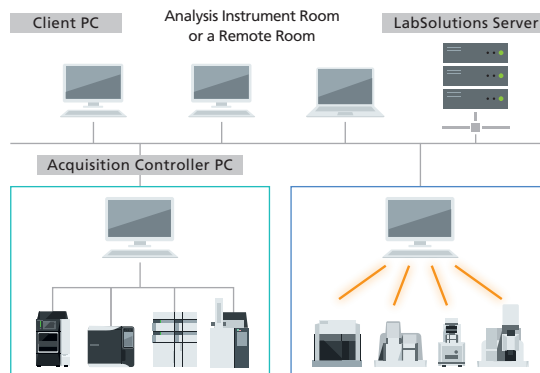 Client PC
Analysis Instrument Room
or a Remote Room
LabSolutions Server
Acquisition Controller PC